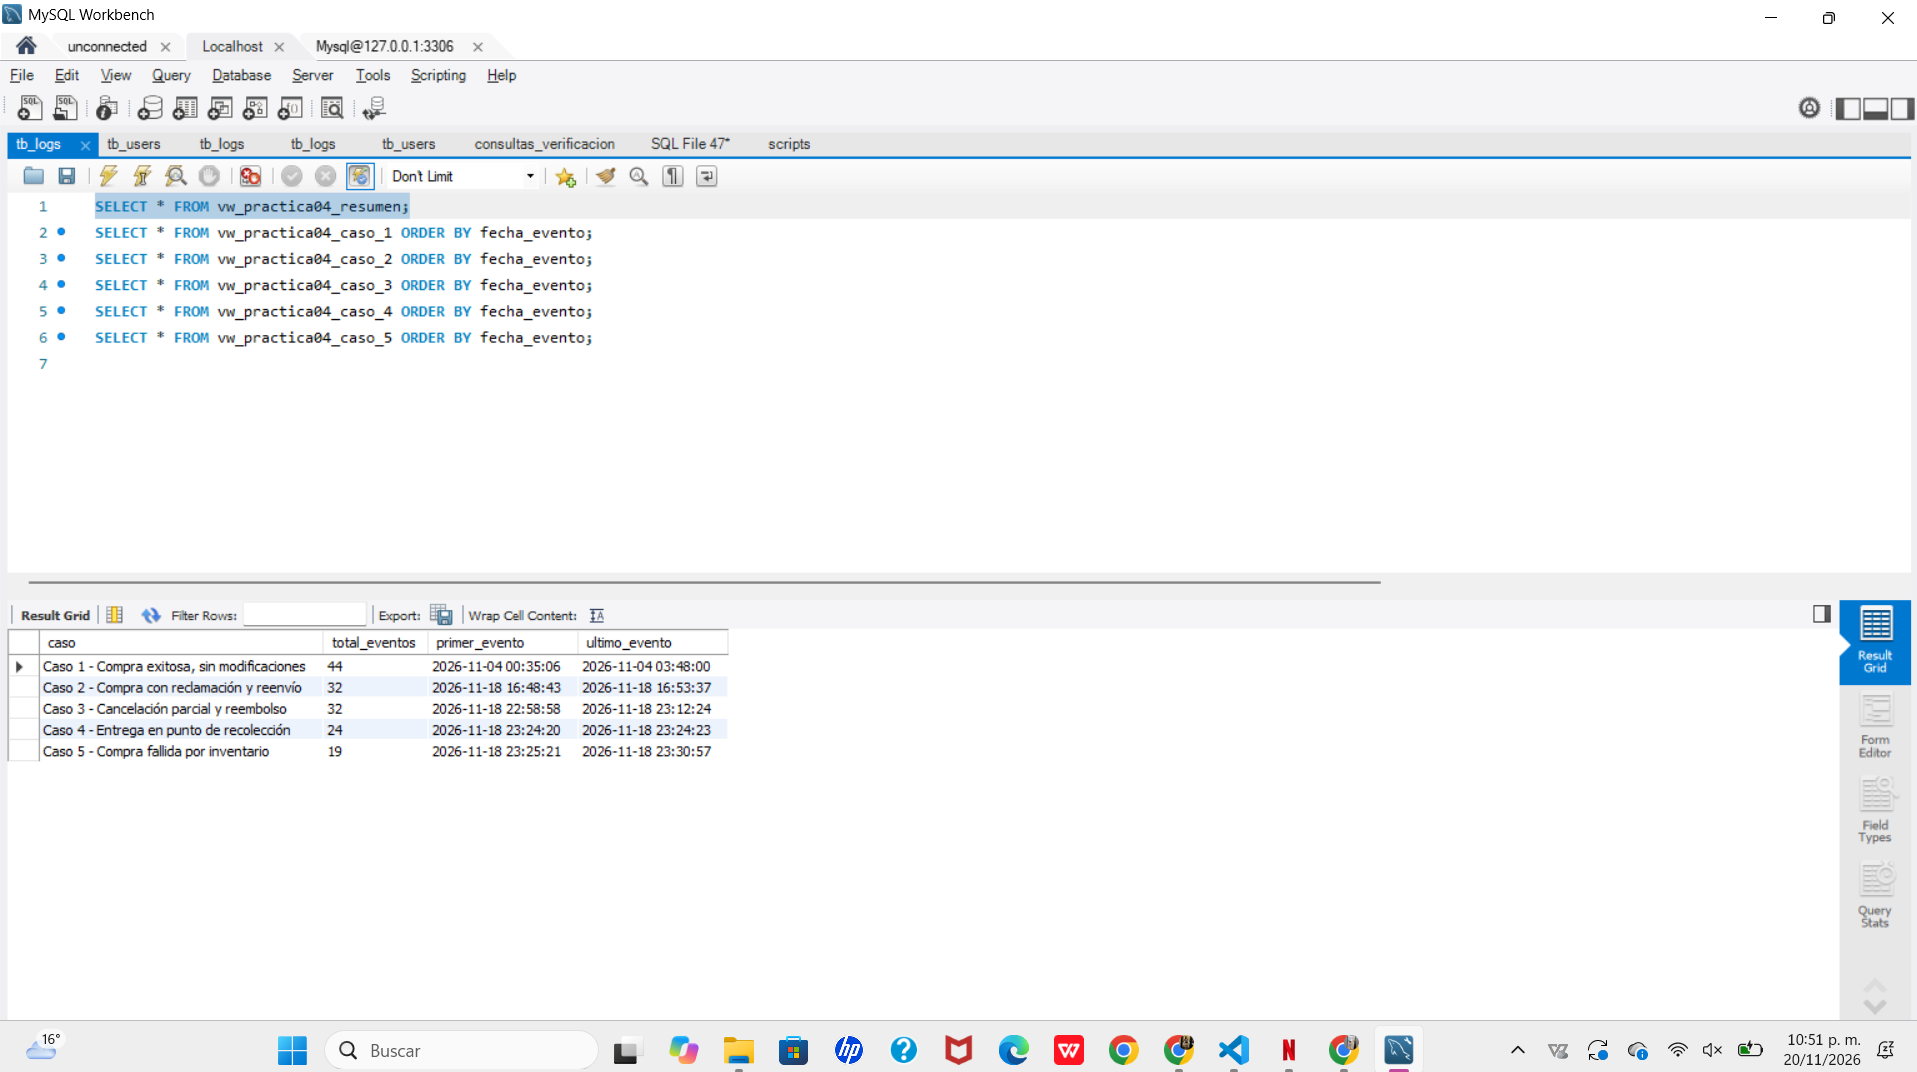 MySQL Workbench
unconnected Localhost Mysql@127.0.0.1:3306
File Edit View Query Database Server Tools Scripting Help
tb_logs tb_users tb_logs tb_logs tb_users consultas_verificacion SQL File 47* scripts
Don't Limit
1 SELECT * FROM vw_practica04_resumen;
2 SELECT * FROM vw_practica04_caso_1 ORDER BY fecha_evento;
3 SELECT * FROM vw_practica04_caso_2 ORDER BY fecha_evento;
4 SELECT * FROM vw_practica04_caso_3 ORDER BY fecha_evento;
5 SELECT * FROM vw_practica04_caso_4 ORDER BY fecha_evento;
6 SELECT * FROM vw_practica04_caso_5 ORDER BY fecha_evento;
7
Result Grid Filter Rows: Export: Wrap Cell Content:
caso total_eventos primer_evento ultimo_evento
Caso 1 - Compra exitosa, sin modificaciones 44 2026-11-04 00:35:06 2026-11-04 03:48:00
Caso 2 - Compra con reclamación y reenvío 32 2026-11-18 16:48:43 2026-11-18 16:53:37
Caso 3 - Cancelación parcial y reembolso 32 2026-11-18 22:58:58 2026-11-18 23:12:24
Caso 4 - Entrega en punto de recolección 24 2026-11-18 23:24:20 2026-11-18 23:24:23
Caso 5 - Compra fallida por inventario 19 2026-11-18 23:25:21 2026-11-18 23:30:57
Result
Grid
Form
Editor
Field
Types
Query
Stats
16°
Buscar
10:51 p. m.
20/11/2026